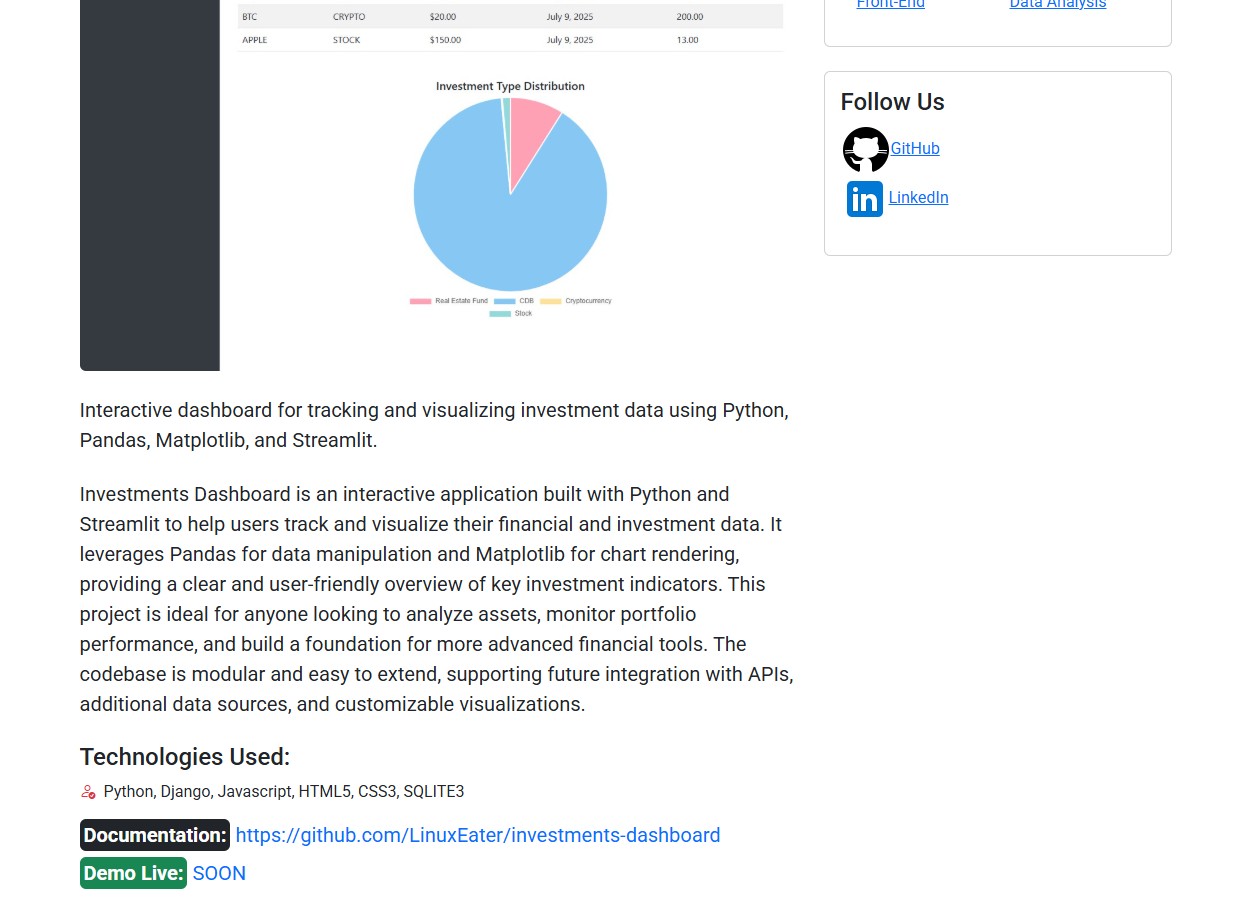 Front-End Data Analysis
BTC CRYPTO $20.00 July 9, 2025 200.00
APPLE STOCK $150.00 July 9, 2025 13.00
Investment Type Distribution
Real Estate Fund CDB Cryptocurrency
Stock
Follow Us
GitHub
in LinkedIn
Interactive dashboard for tracking and visualizing investment data using Python,
Pandas, Matplotlib, and Streamlit.
Investments Dashboard is an interactive application built with Python and
Streamlit to help users track and visualize their financial and investment data. It
leverages Pandas for data manipulation and Matplotlib for chart rendering,
providing a clear and user-friendly overview of key investment indicators. This
project is ideal for anyone looking to analyze assets, monitor portfolio
performance, and build a foundation for more advanced financial tools. The
codebase is modular and easy to extend, supporting future integration with APIs,
additional data sources, and customizable visualizations.
Technologies Used:
Python, Django, Javascript, HTML5, CSS3, SQLITE3
Documentation: https://github.com/LinuxEater/investments-dashboard
Demo Live: SOON